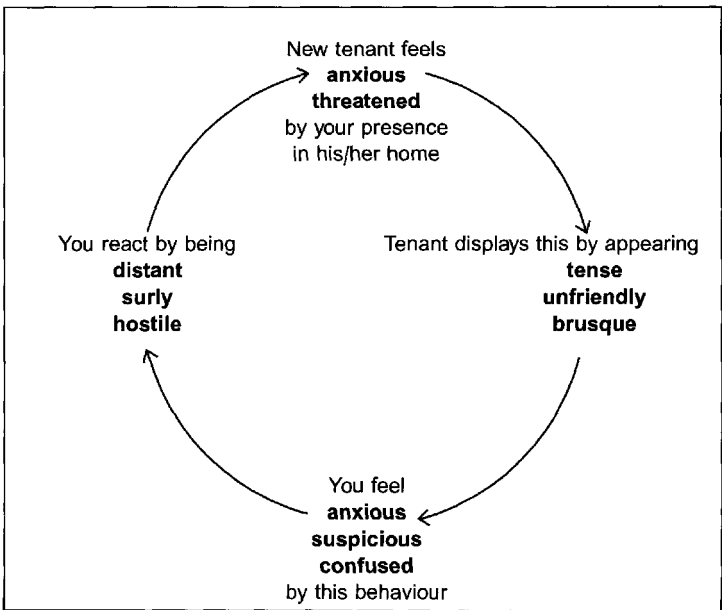 New tenant feels
anxious
threatened
by your presence
in his/her home
Tenant displays this by appearing
tense
unfriendly
brusque
You feel
anxious
suspicious
confused
by this behaviour
You react by being
distant
surly
hostile